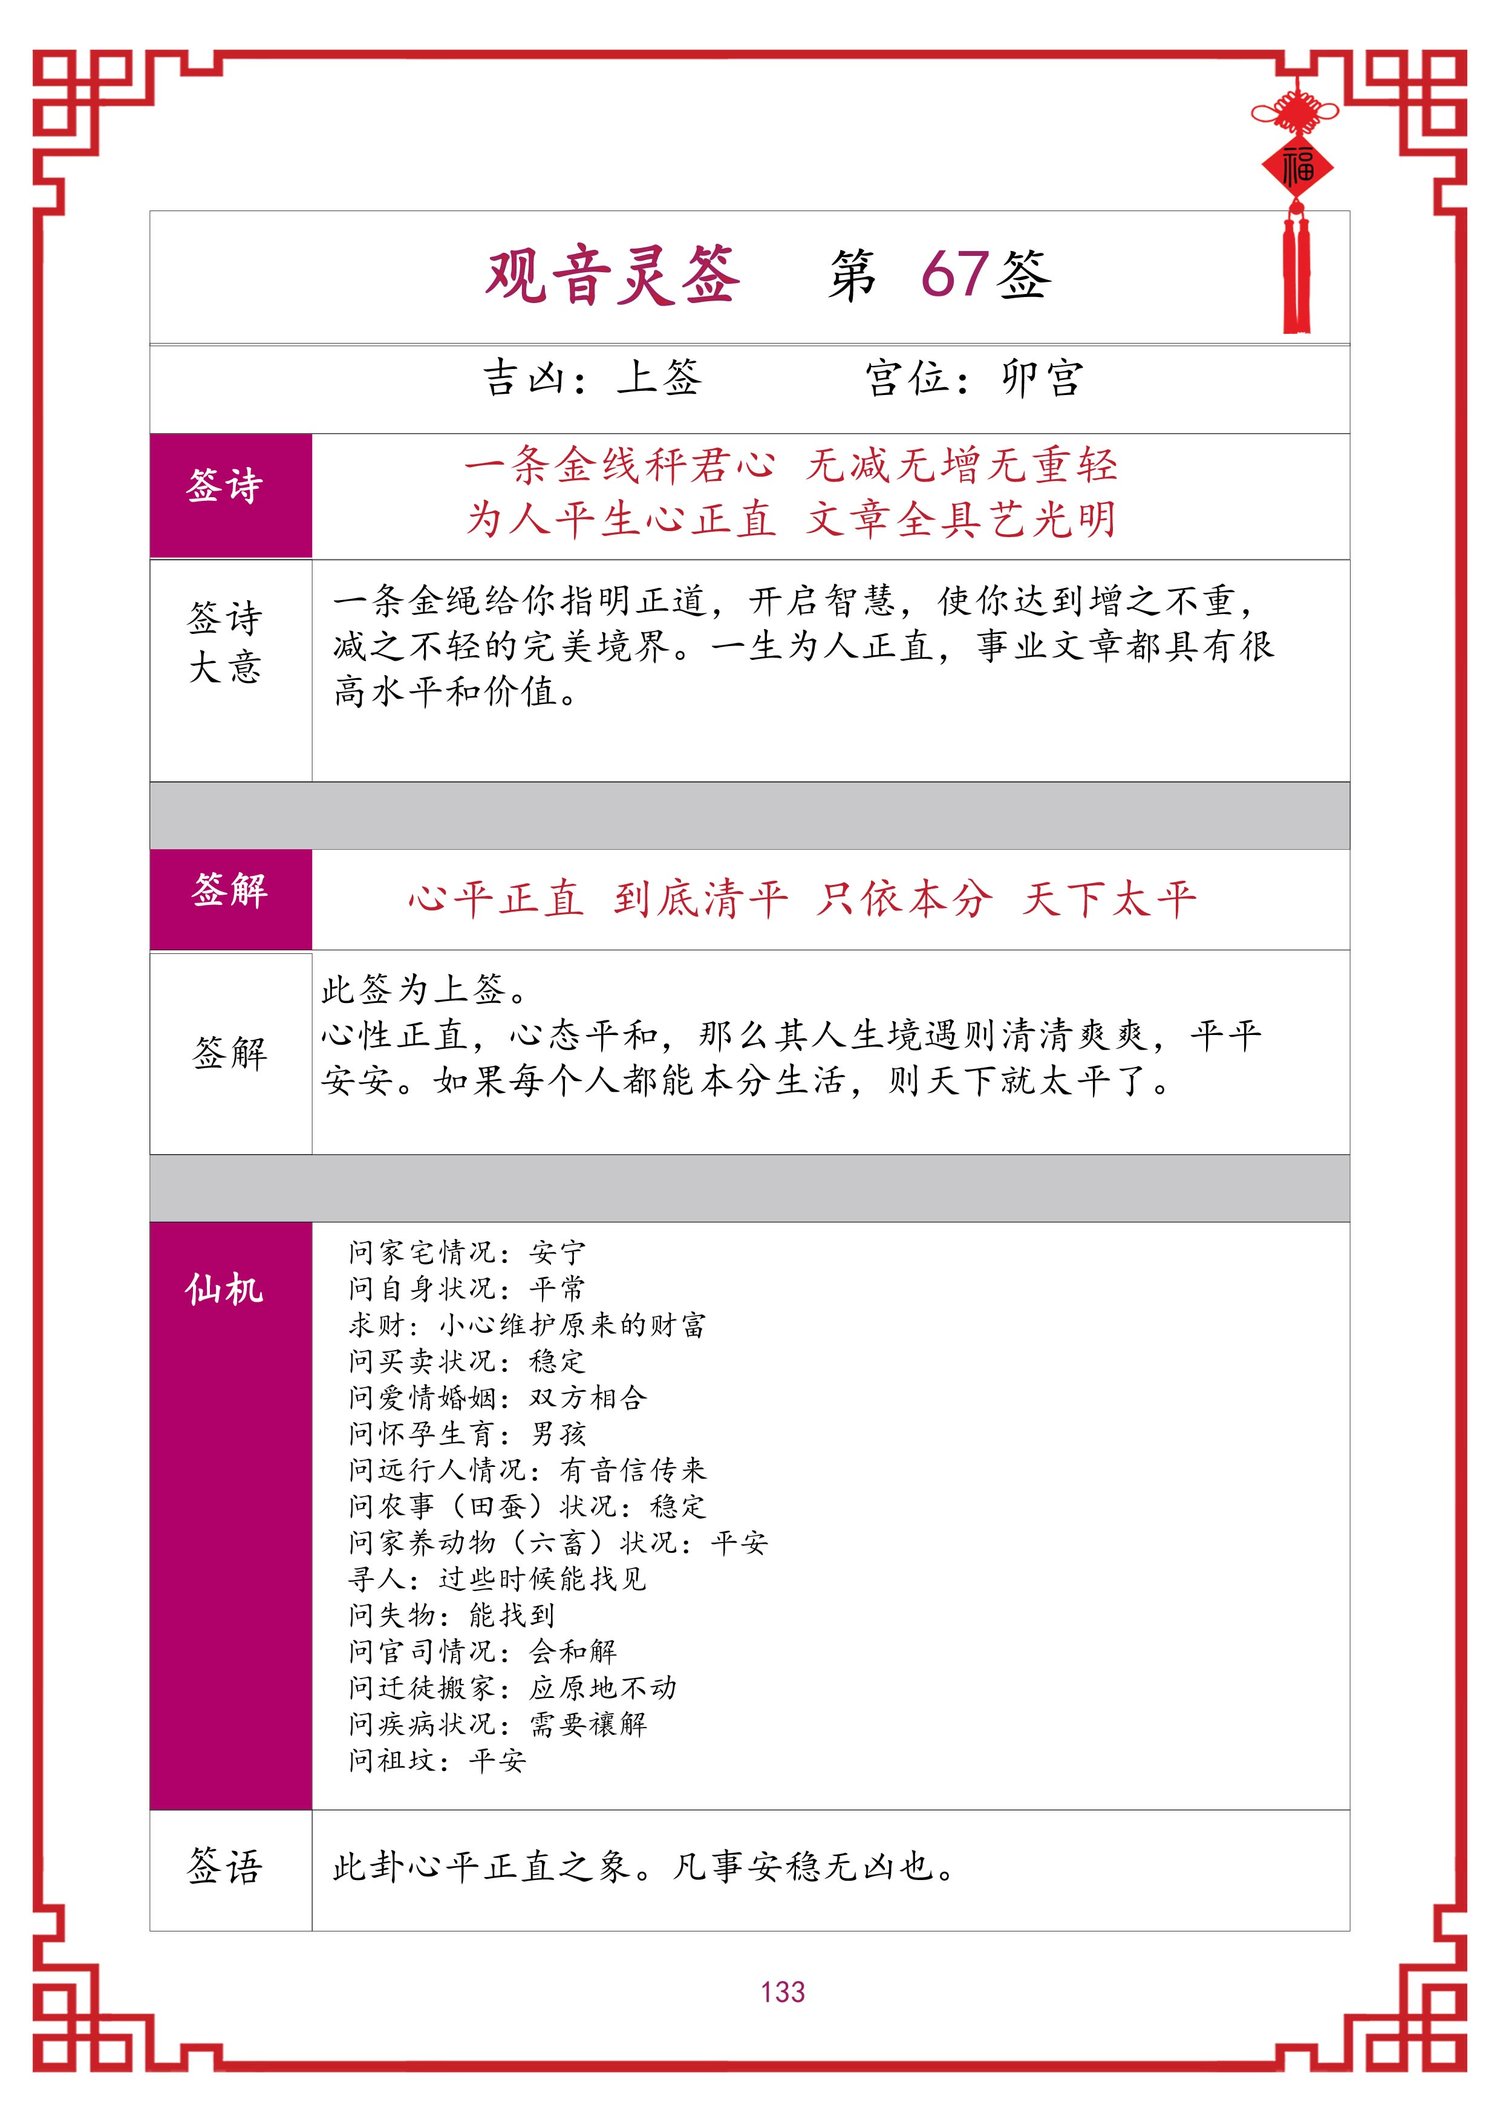 福
观音灵签 第 67签
吉凶：上签 宫位：卯宫
签诗
一条金线秤君心 无减无增无重轻
为人平生心正直 文章全具艺光明
签诗
大意
一条金绳给你指明正道，开启智慧，使你达到增之不重，
减之不轻的完美境界。一生为人正直，事业文章都具有很
高水平和价值。
签解
心平正直 到底清平 只依本分 天下太平
签解
此签为上签。
心性正直，心态平和，那么其人生境遇则清清爽爽，平平
安安。如果每个人都能本分生活，则天下就太平了。
仙机
问家宅情况：安宁
问自身状况：平常
求财：小心维护原来的财富
问买卖状况：稳定
问爱情婚姻：双方相合
问怀孕生育：男孩
问远行人情况：有音信传来
问农事（田蚕）状况：稳定
问家养动物（六畜）状况：平安
寻人：过些时候能找见
问失物：能找到
问官司情况：会和解
问迁徒搬家：应原地不动
问疾病状况：需要禳解
问祖坟：平安
签语
此卦心平正直之象。凡事安稳无凶也。
133